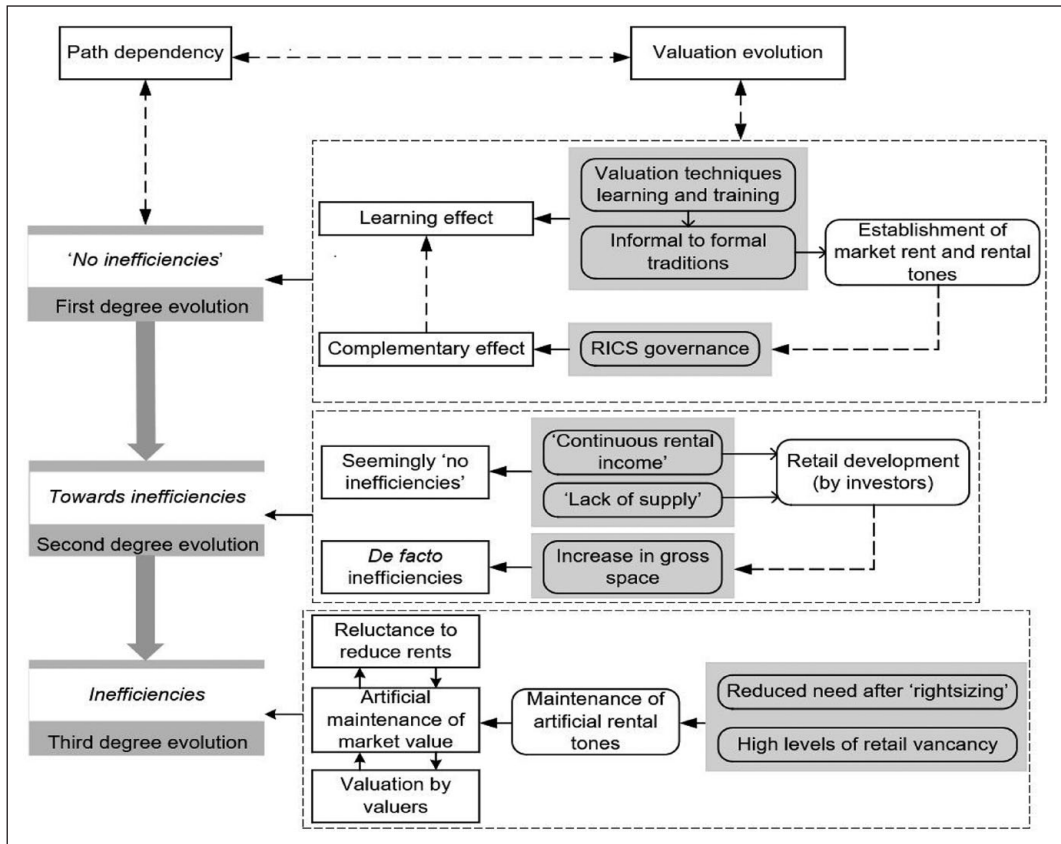 Path dependency
Valuation evolution
Valuation techniques
learning and training
Learning effect
Informal to formal
traditions
Establishment of
market rent and rental
tones
‘No inefficiencies’
First degree evolution
Complementary effect
RICS governance
‘Continuous rental
income’
Seemingly ‘no
inefficiencies’
Retail development
(by investors)
‘Lack of supply’
Towards inefficiencies
Second degree evolution
De facto
inefficiencies
Increase in gross
space
Reluctance to
reduce rents
Inefficiencies
Third degree evolution
Artificial
maintenance of
market value
Maintenance of
artificial rental
tones
Reduced need after ‘rightsizing’
High levels of retail vancancy
Valuation by
valuers